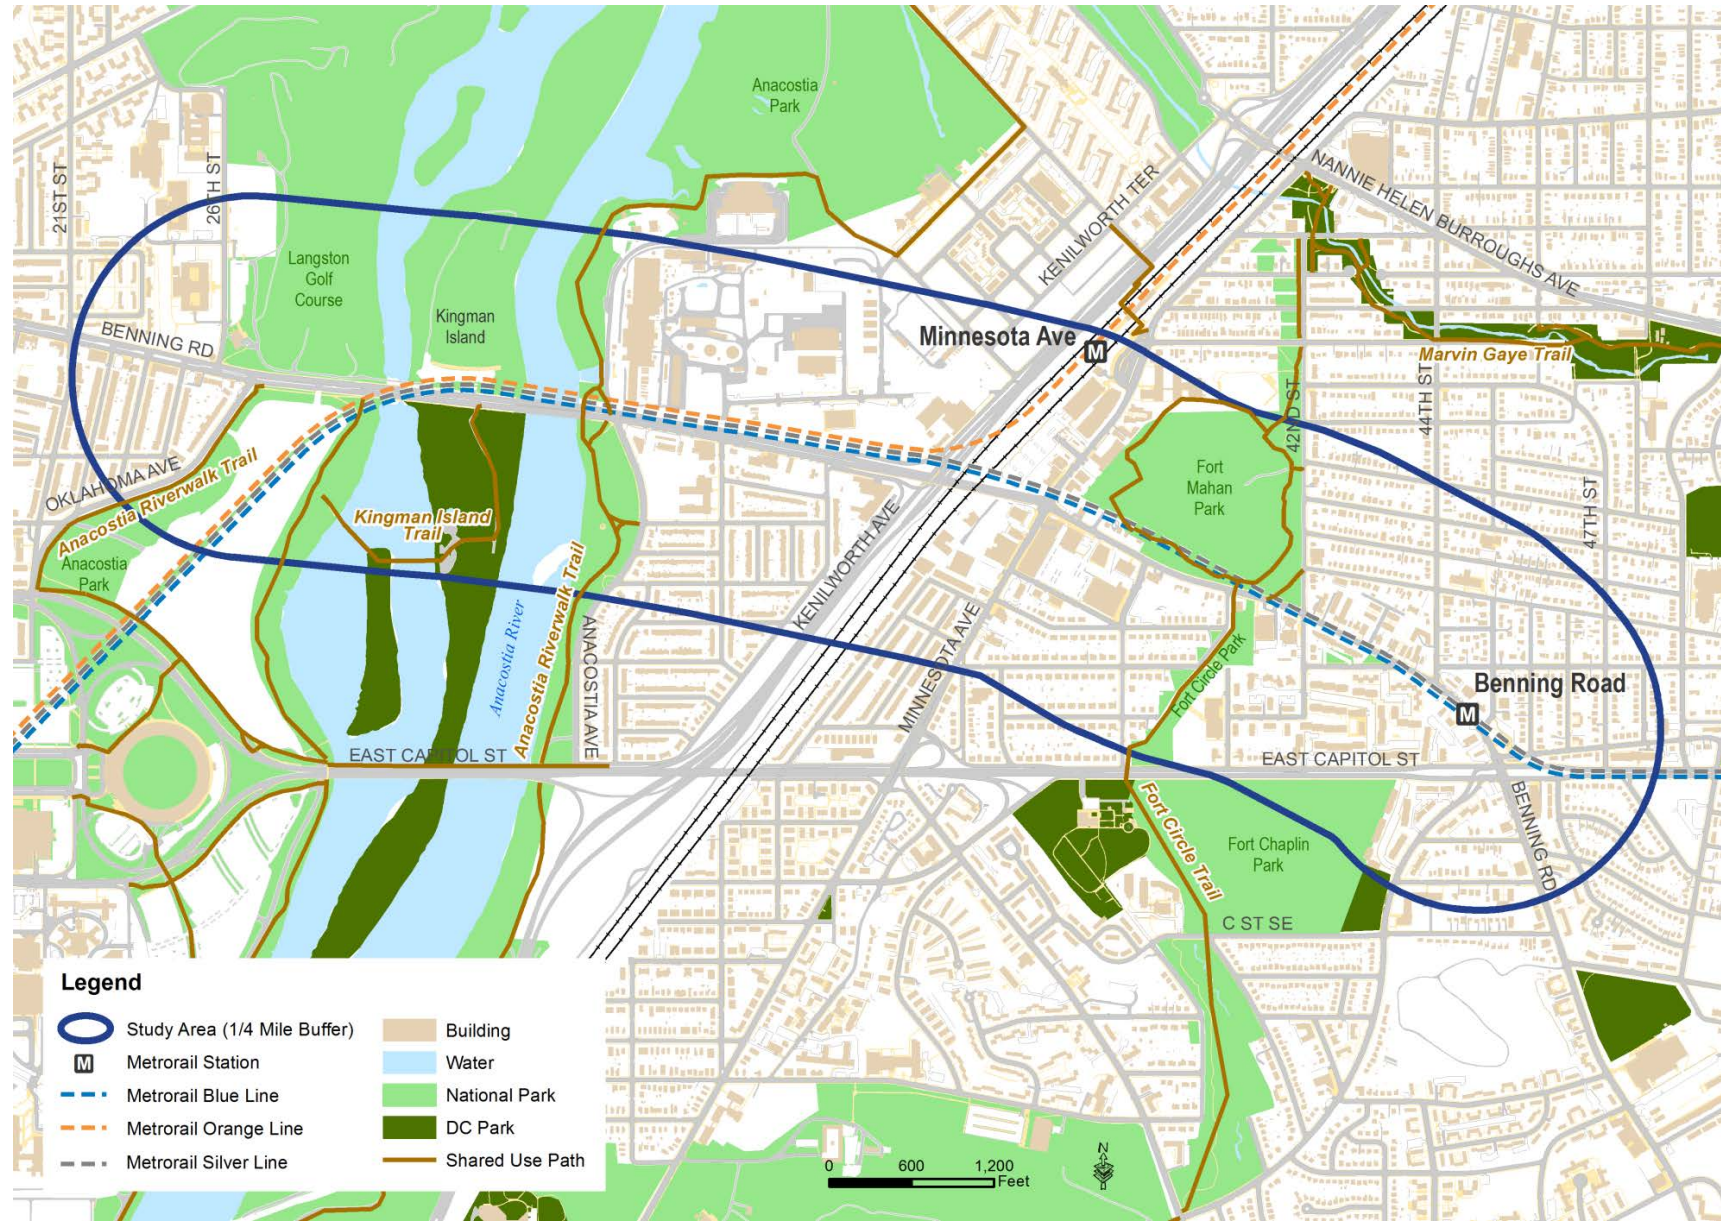 Anacostia
Park
NANNIE HELEN BURROUGHS AVE
21ST ST
26TH ST
KENILWORTH TER
Langston
Golf
Course
Kingman
Island
BENNING RD
Minnesota Ave
M
Marvin Gaye Trail
42ND ST
44TH ST
OKLAHOMA AVE
Anacostia Riverwalk Trail
Fort
Mahan
Park
47TH ST
Kingman Island
Trail
Anacostia
Park
KENILWORTH AVE
Anacostia River
Anacostia Riverwalk Trail
ANACOSTIA AVE
MINNESOTA AVE
Fort Circle Park
Benning Road
M
EAST CAPITOL ST
EAST CAPITOL ST
BENNING RD
Fort Circle Trail
Fort Chaplin
Park
C ST SE
Legend
Study Area (1/4 Mile Buffer)
M Metrorail Station
Metrorail Blue Line
Metrorail Orange Line
Metrorail Silver Line
Building
Water
National Park
DC Park
Shared Use Path
0 600 1,200
Feet
N